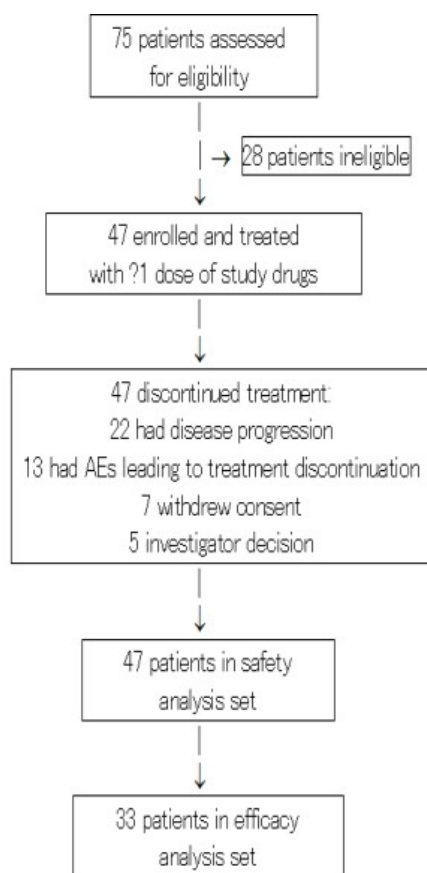 75 patients assessed
for eligibility
→ 28 patients ineligible
47 enrolled and treated
with ?1 dose of study drugs
47 discontinued treatment:
22 had disease progression
13 had AEs leading to treatment discontinuation
7 withdrew consent
5 investigator decision
47 patients in safety
analysis set
33 patients in efficacy
analysis set